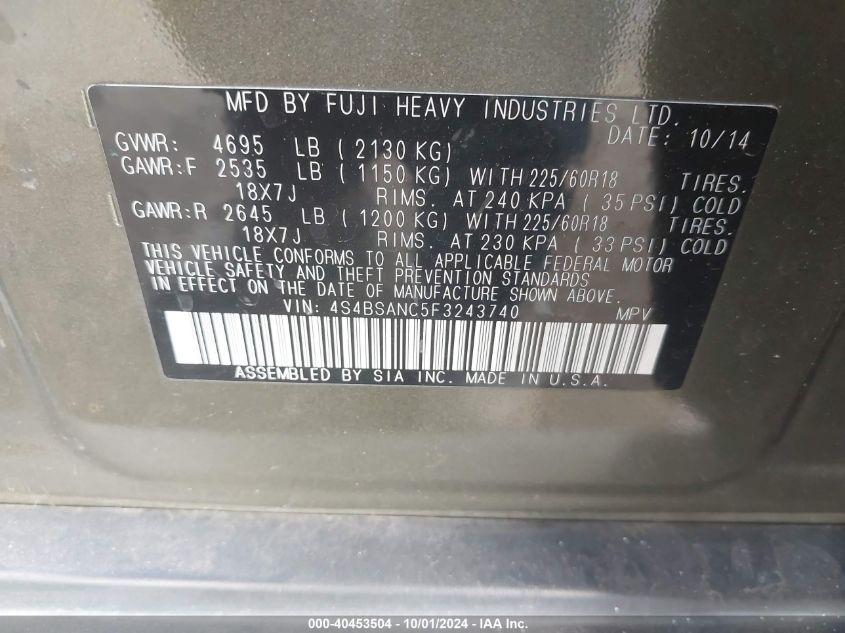 MFD BY FUJI HEAVY INDUSTRIES LTD.
DATE: 10/14
GVWR: 4695 LB ( 2130 KG)
GAWR:F 2535 LB ( 1150 KG) WITH 225/60R18 TIRES.
18X7J RIMS. AT 240 KPA ( 35 PSI) COLD
GAWR:R 2645 LB ( 1200 KG) WITH 225/60R18 TIRES.
18X7J RIMS. AT 230 KPA ( 33 PSI) COLD
THIS VEHICLE CONFORMS TO ALL APPLICABLE FEDERAL MOTOR
VEHICLE SAFETY AND THEFT PREVENTION STANDARDS
IN EFFECT ON THE DATE OF MANUFACTURE SHOWN ABOVE.
VIN: 4S4BSANC5F3243740 MPV
ASSEMBLED BY SIA INC. MADE IN U.S.A.
000-40453504 - 10/01/2024 - IAA Inc.